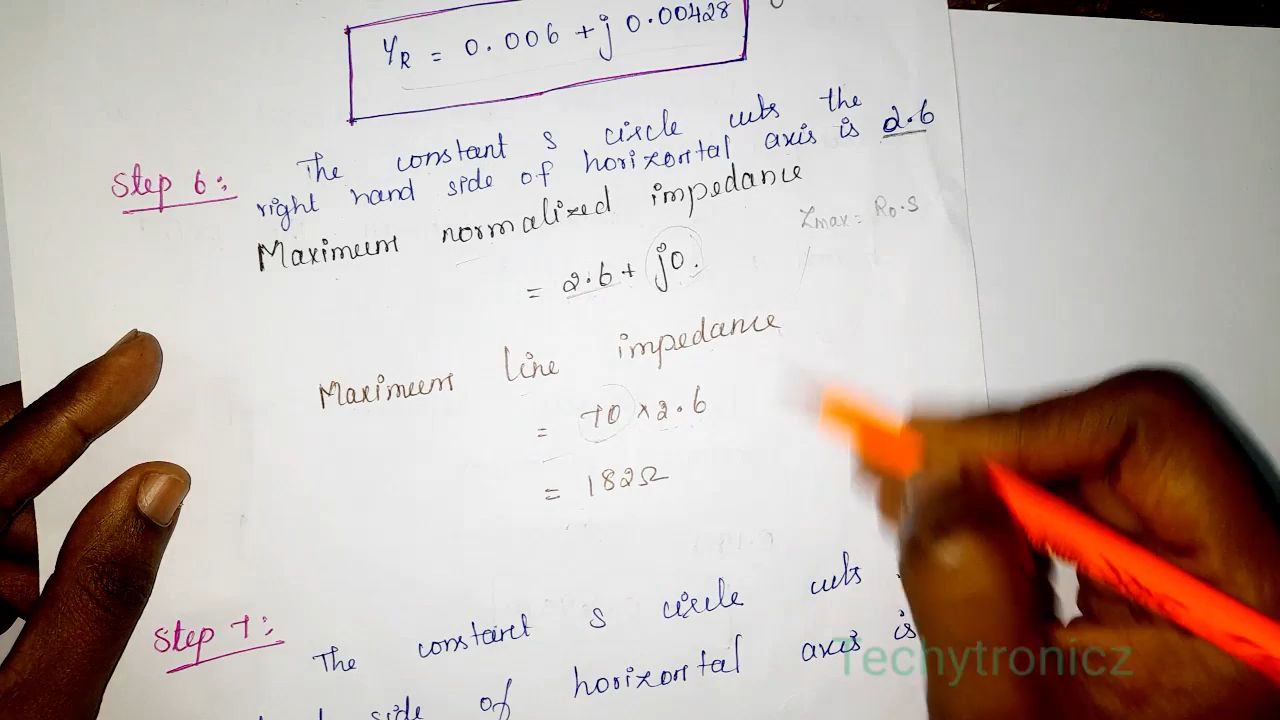 YR = 0.006 + j 0.00428
Step 6:- The constant s circle cuts the
right hand side of horizontal axis is 2.6
Maximum normalized impedance
Zmax = R0.S
= 2.6 + j0.
Maximum line impedance
= 70 × 2.6
= 182Ω
Step 7:-
The constant s circle cuts
side of horizontal axis is
Techytronicz